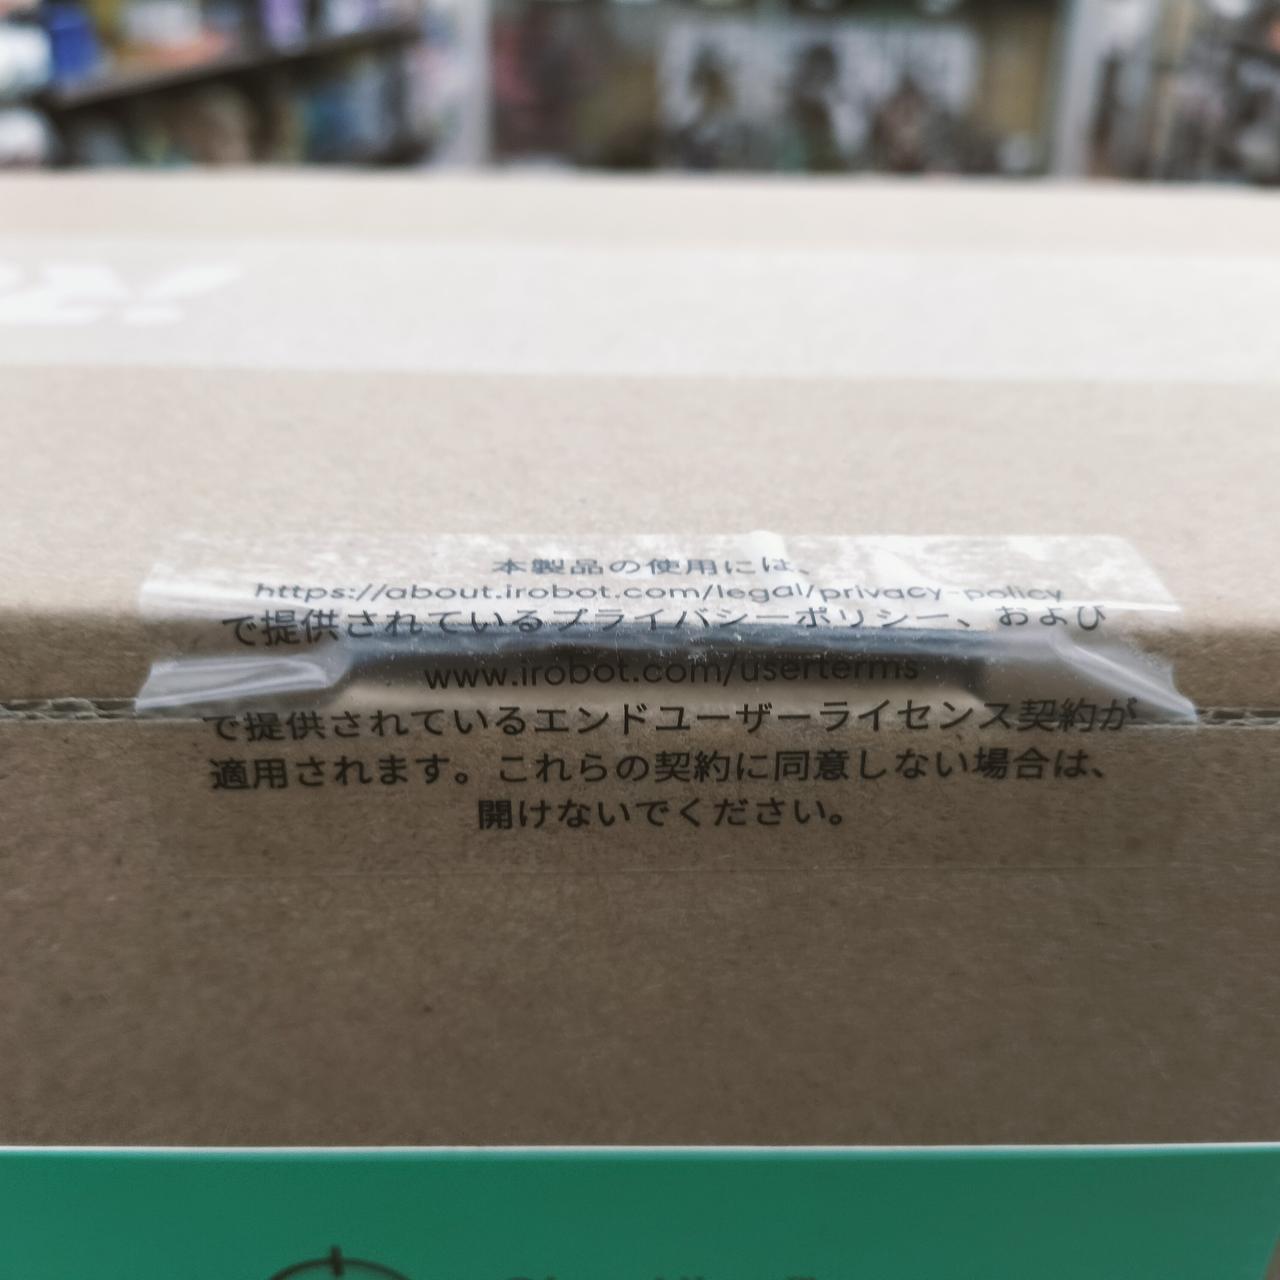 本製品の使用には、
https://about.irobot.com/legal/privacy-policy
で提供されているプライバシーポリシー、および
www.irobot.com/userterms
で提供されているエンドユーザーライセンス契約が
適用されます。これらの契約に同意しない場合は、
開けないでください。